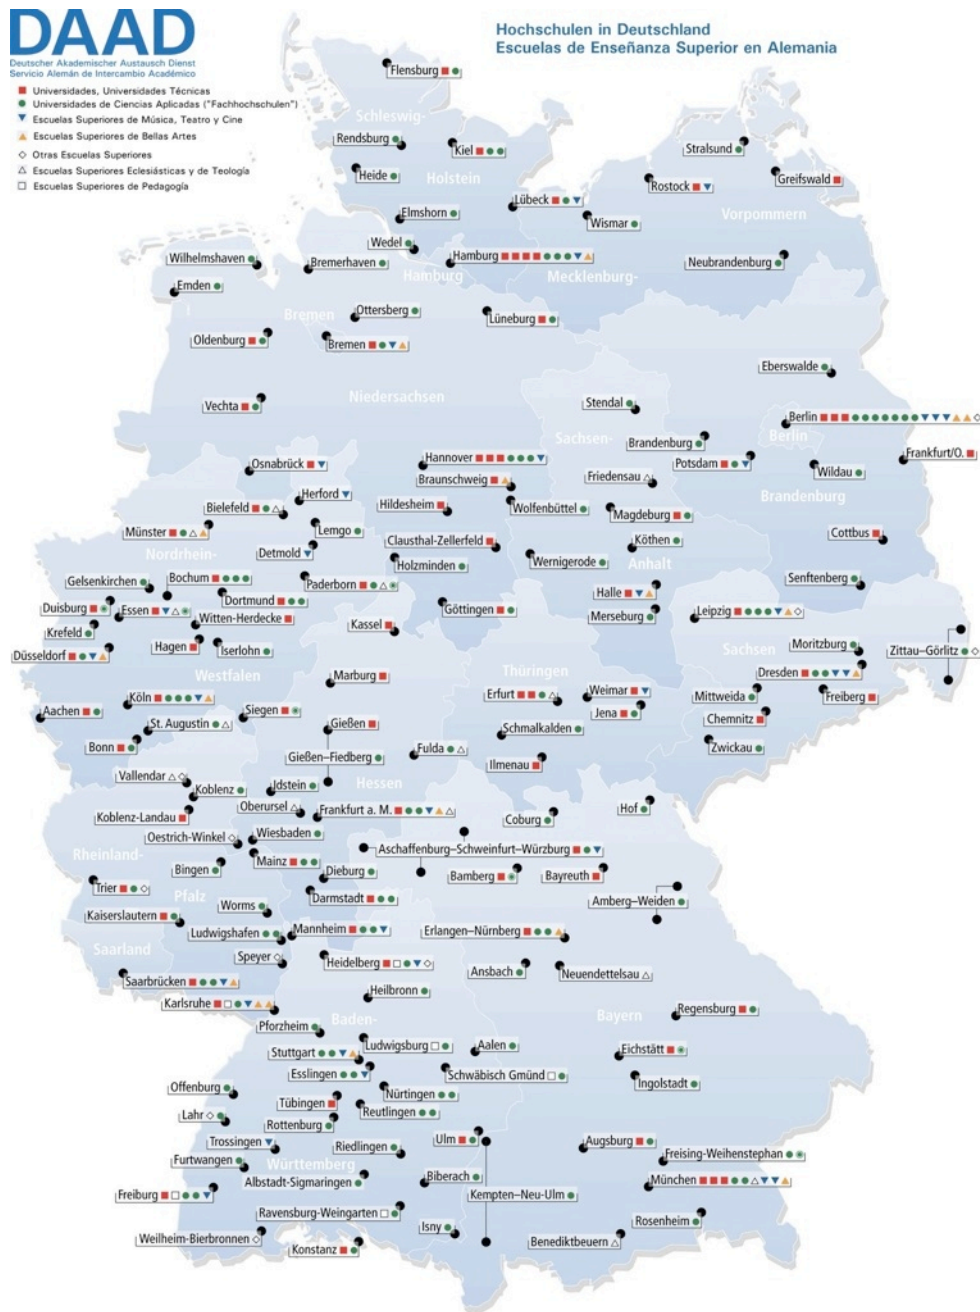 DAAD
Deutscher Akademischer Austausch Dienst
Servicio Alemán de Intercambio Académico
Hochschulen in Deutschland
Escuelas de Enseñanza Superior en Alemania
Universidades, Universidades Técnicas
Universidades de Ciencias Aplicadas ("Fachhochschulen")
Escuelas Superiores de Música, Teatro y Cine
Escuelas Superiores de Bellas Artes
Otras Escuelas Superiores
Escuelas Superiores Eclesiásticas y de Teología
Escuelas Superiores de Pedagogía
Flensburg
Schleswig-
Rendsburg
Kiel
Stralsund
Heide
Holstein
Rostock
Greifswald
Lübeck
Elmshorn
Wismar
Vorpommern
Wedel
Wilhelmshaven
Bremerhaven
Hamburg
Hamburg
Mecklenburg-
Neubrandenburg
Emden
Bremen
Ottersberg
Lüneburg
Oldenburg
Bremen
Eberswalde
Niedersachsen
Vechta
Stendal
Berlin
Sachsen-
Brandenburg
Berlin
Osnabrück
Hannover
Potsdam
Frankfurt/O.
Braunschweig
Friedensau
Wildau
Herford
Hildesheim
Wolfenbüttel
Brandenburg
Bielefeld
Magdeburg
Münster
Lemgo
Clausthal-Zellerfeld
Köthen
Cottbus
Nordrhein-
Detmold
Holzminden
Wernigerode
Anhalt
Gelsenkirchen
Bochum
Paderborn
Senftenberg
Duisburg
Essen
Dortmund
Göttingen
Halle
Leipzig
Witten-Herdecke
Merseburg
Krefeld
Kassel
Düsseldorf
Hagen
Iserlohn
Sachsen
Moritzburg
Zittau–Görlitz
Westfalen
Marburg
Thüringen
Dresden
Köln
Erfurt
Weimar
Mittweida
Freiberg
Aachen
Siegen
Jena
St. Augustin
Gießen
Schmalkalden
Chemnitz
Bonn
Fulda
Zwickau
Gießen–Fiedberg
Ilmenau
Vallendar
Koblenz
Idstein
Hessen
Oberursel
Frankfurt a. M.
Hof
Koblenz-Landau
Coburg
Oestrich-Winkel
Wiesbaden
Aschaffenburg–Schweinfurt–Würzburg
Rheinland-
Mainz
Bingen
Dieburg
Bamberg
Bayreuth
Trier
Pfalz
Darmstadt
Amberg–Weiden
Worms
Kaiserslautern
Ludwigshafen
Mannheim
Erlangen–Nürnberg
Saarland
Speyer
Heidelberg
Ansbach
Neuendettelsau
Saarbrücken
Heilbronn
Karlsruhe
Regensburg
Pforzheim
Baden-
Bayern
Ludwigsburg
Aalen
Stuttgart
Eichstätt
Esslingen
Schwäbisch Gmünd
Ingolstadt
Offenburg
Nürtingen
Tübingen
Reutlingen
Lahr
Rottenburg
Trossingen
Riedlingen
Ulm
Augsburg
Freising-Weihenstephan
Furtwangen
Württemberg
Albstadt-Sigmaringen
Biberach
München
Freiburg
Kempten–Neu-Ulm
Ravensburg-Weingarten
Isny
Rosenheim
Weilheim-Bierbronnen
Konstanz
Benediktbeuern